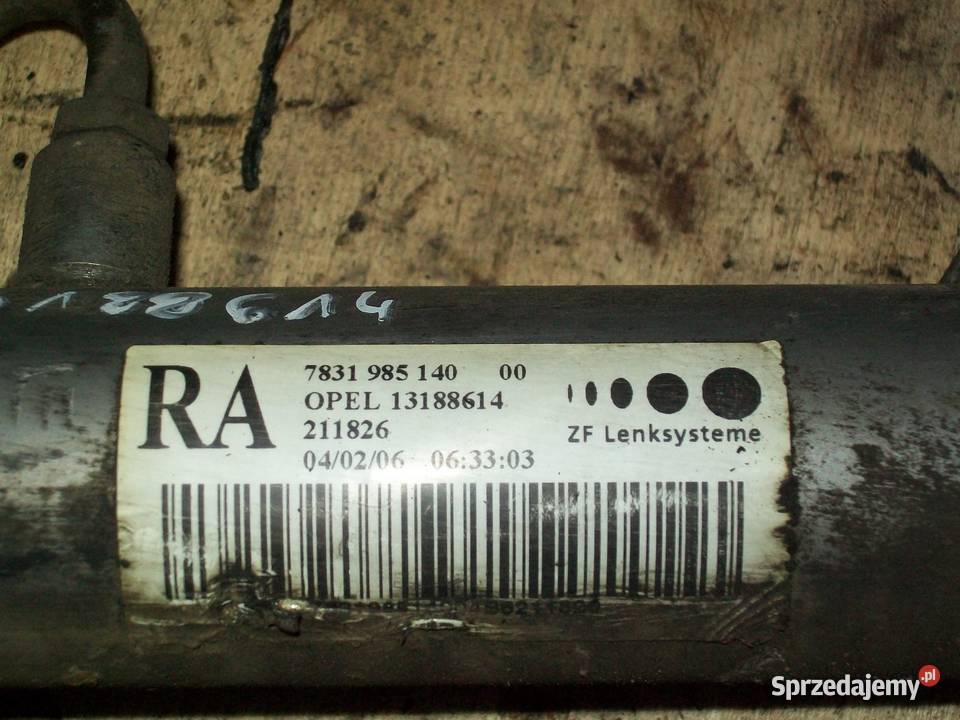 188614
RA
7831 985 140 00
OPEL 13188614
211826
04/02/06 06:33:03
ZF Lenksysteme
Sprzedajemy.pl